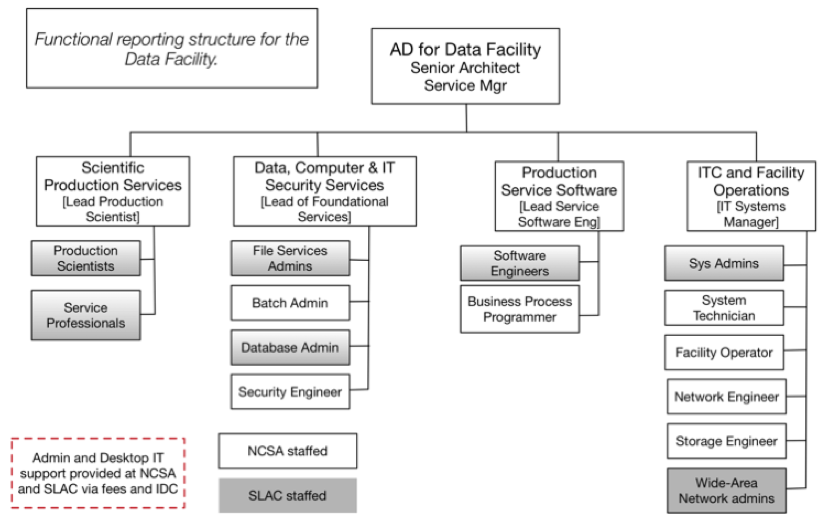 Functional reporting structure for the
Data Facility.
AD for Data Facility
Senior Architect
Service Mgr
Scientific
Production Services
[Lead Production
Scientist]
Production
Scientists
Service
Professionals
Data, Computer & IT
Security Services
[Lead of Foundational
Services]
File Services
Admins
Batch Admin
Database Admin
Security Engineer
Production
Service Software
[Lead Service
Software Eng]
Software
Engineers
Business Process
Programmer
ITC and Facility
Operations
[IT Systems
Manager]
Sys Admins
System
Technician
Facility Operator
Network Engineer
Storage Engineer
Wide-Area
Network admins
Admin and Desktop IT
support provided at NCSA
and SLAC via fees and IDC
NCSA staffed
SLAC staffed